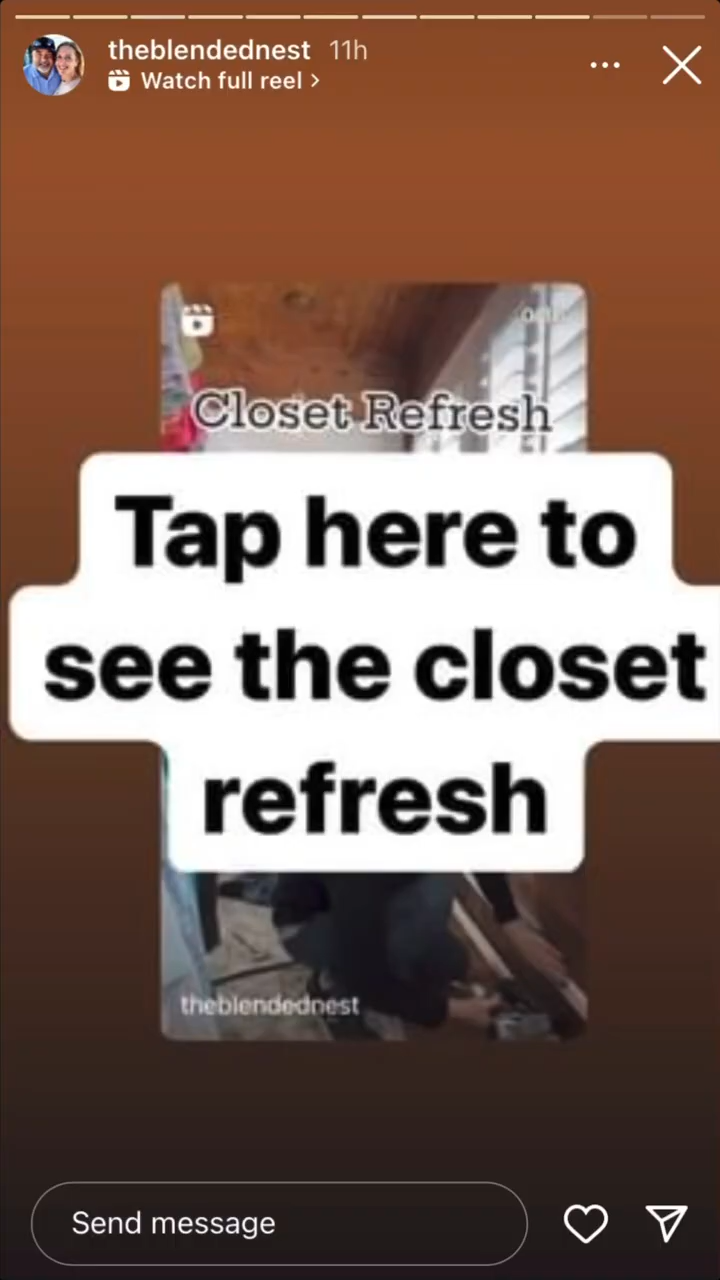 theblendednest 11h
Watch full reel >
Closet Refresh
Tap here to
see the closet
refresh
theblendednest
Send message